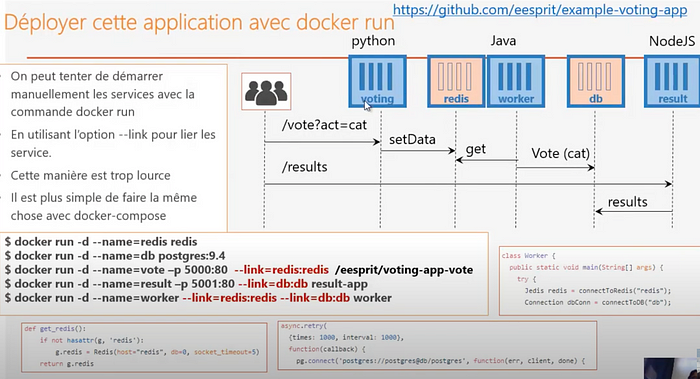 https://github.com/eesprit/example-voting-app
Déployer cette application avec docker run
python
Java
NodeJS
On peut tenter de démarrer
manuellement les services avec la
commande docker run
En utilisant l'option --link pour lier les
service.
Cette manière est trop lource
Il est plus simple de faire la même
chose avec docker-compose
voting
redis
worker
db
result
/vote?act=cat
setData
get
Vote (cat)
/results
results
$ docker run -d --name=redis redis
$ docker run -d --name=db postgres:9.4
$ docker run -d --name=vote –p 5000:80 --link=redis:redis /eesprit/voting-app-vote
$ docker run -d --name=result –p 5001:80 --link=db:db result-app
$ docker run -d --name=worker --link=redis:redis --link=db:db worker
class Worker {
public static void main(String[] args) {
try {
Jedis redis = connectToRedis("redis");
Connection dbConn = connectToDB("db");
def get_redis():
if not hasattr(g, 'redis'):
g.redis = Redis(host="redis", db=0, socket_timeout=5)
return g.redis
async.retry(
{times: 1000, interval: 1000},
function(callback) {
pg.connect('postgres://postgres@db/postgres', function(err, client, done) {